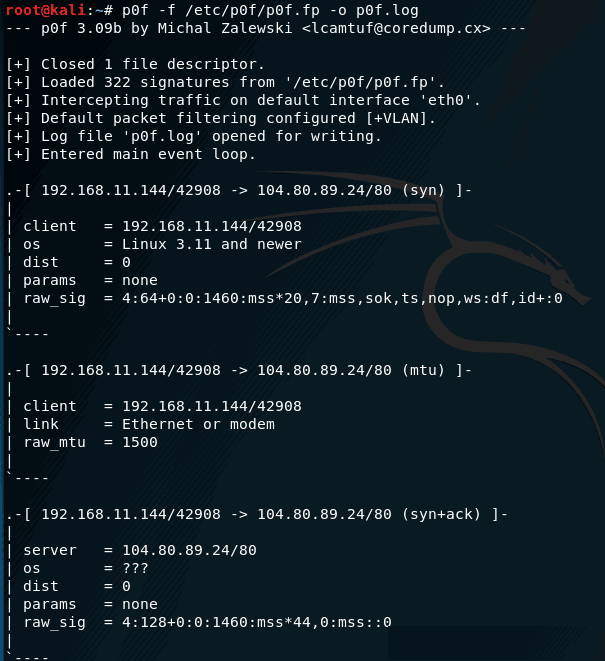 root@kali:~# p0f -f /etc/p0f/p0f.fp -o p0f.log
--- p0f 3.09b by Michal Zalewski <lcamtuf@coredump.cx> ---

[+] Closed 1 file descriptor.
[+] Loaded 322 signatures from '/etc/p0f/p0f.fp'.
[+] Intercepting traffic on default interface 'eth0'.
[+] Default packet filtering configured [+VLAN].
[+] Log file 'p0f.log' opened for writing.
[+] Entered main event loop.

.-[ 192.168.11.144/42908 -> 104.80.89.24/80 (syn) ]-
|
| client   = 192.168.11.144/42908
| os       = Linux 3.11 and newer
| dist     = 0
| params   = none
| raw_sig  = 4:64+0:0:1460:mss*20,7:mss,sok,ts,nop,ws:df,id+:0
|
`----

.-[ 192.168.11.144/42908 -> 104.80.89.24/80 (mtu) ]-
|
| client   = 192.168.11.144/42908
| link     = Ethernet or modem
| raw_mtu  = 1500
|
`----

.-[ 192.168.11.144/42908 -> 104.80.89.24/80 (syn+ack) ]-
|
| server   = 104.80.89.24/80
| os       = ???
| dist     = 0
| params   = none
| raw_sig  = 4:128+0:0:1460:mss*44,0:mss::0
|
`----